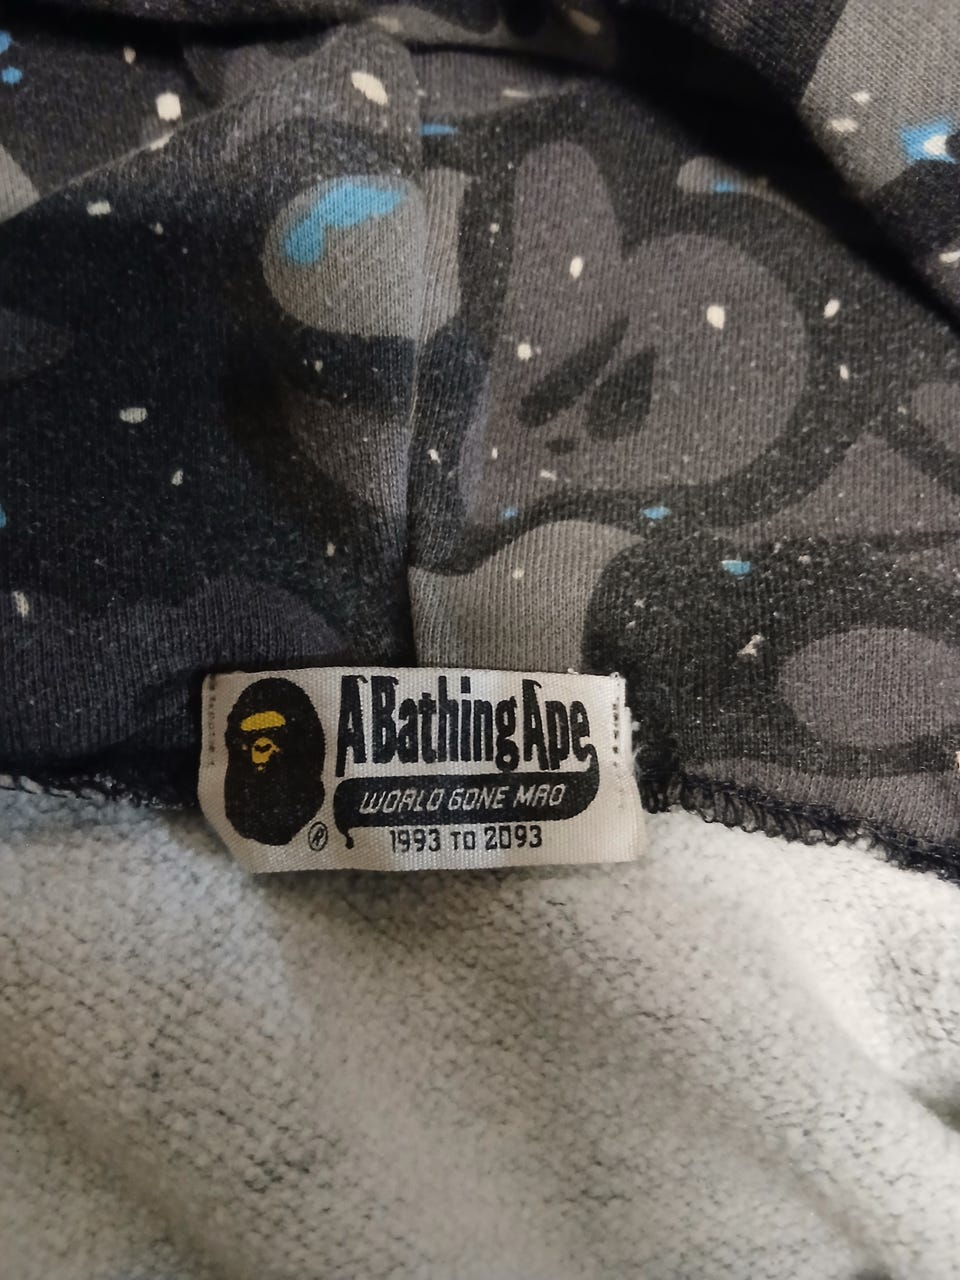 A Bathing Ape
WORLD GONE MAD
®
1993 TO 2093